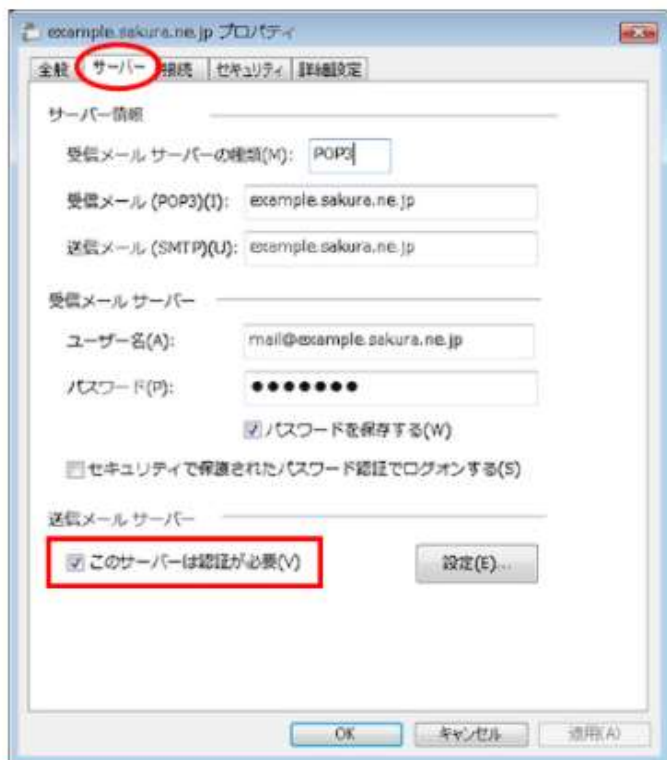 example.sakura.ne.jp プロパティ
全般 サーバー 接続 セキュリティ 詳細設定
サーバー情報
受信メール サーバーの種類(M): POP3
受信メール (POP3)(I): example.sakura.ne.jp
送信メール (SMTP)(U): example.sakura.ne.jp
受信メール サーバー
ユーザー名(A): mail@example.sakura.ne.jp
パスワード(P): ●●●●●●●
パスワードを保存する(W)
セキュリティで保護されたパスワード認証でログオンする(S)
送信メール サーバー
このサーバーは認証が必要(V) 設定(E)...
OK キャンセル 適用(A)